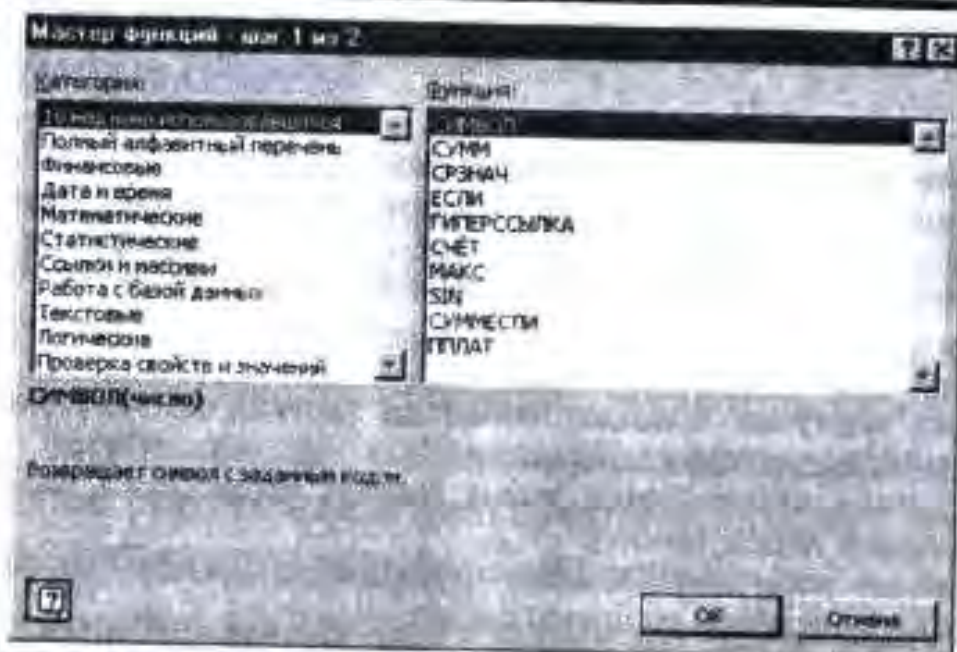 Мастер функций - шаг 1 из 2
Категория:
10 недавно использовавшихся
Полный алфавитный перечень
Финансовые
Дата и время
Математические
Статистические
Ссылки и массивы
Работа с базой данных
Текстовые
Логические
Проверка свойств и значений
Функция:
СИМВОЛ
СУММ
СРЗНАЧ
ЕСЛИ
ГИПЕРССЫЛКА
СЧЁТ
МАКС
SIN
СУММЕСЛИ
ППЛАТ
СИМВОЛ(число)
Возвращает символ с заданным кодом.
ОК
Отмена